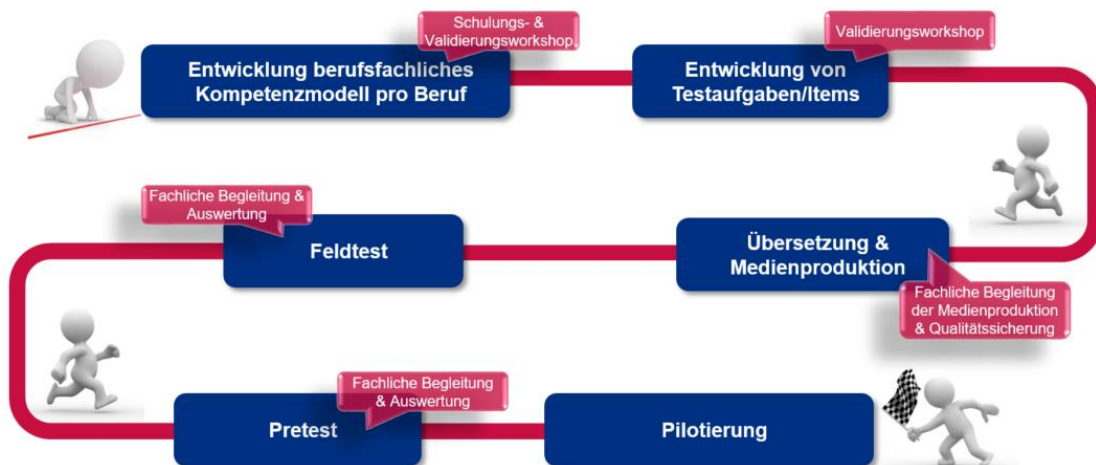 Schulungs- &
Validierungsworkshop
Entwicklung berufsfachliches
Kompetenzmodell pro Beruf
Validierungsworkshop
Entwicklung von
Testaufgaben/Items
Übersetzung &
Medienproduktion
Fachliche Begleitung
der Medienproduktion
& Qualitätssicherung
Fachliche Begleitung &
Auswertung
Feldtest
Fachliche Begleitung
& Auswertung
Pretest
Pilotierung